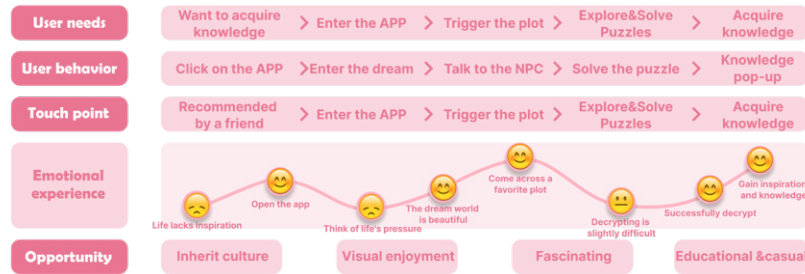 User needs
Want to acquire
knowledge
> Enter the APP > Trigger the plot > Explore&Solve
Puzzles > Acquire
knowledge
User behavior
Click on the APP >Enter the dream > Talk to the NPC > Solve the puzzle > Knowledge
pop-up
Touch point
Recommended
by a friend
> Enter the APP > Trigger the plot > Explore&Solve
Puzzles > Acquire
knowledge
Emotional
experience
Life lacks inspiration
Open the app
Think of life's pressure
The dream world
is beautiful
Come across a
favorite plot
Decrypting is
slightly difficult
Successfully decrypt
Gain inspiration
and knowledge
Opportunity
Inherit culture
Visual enjoyment
Fascinating
Educational &casual